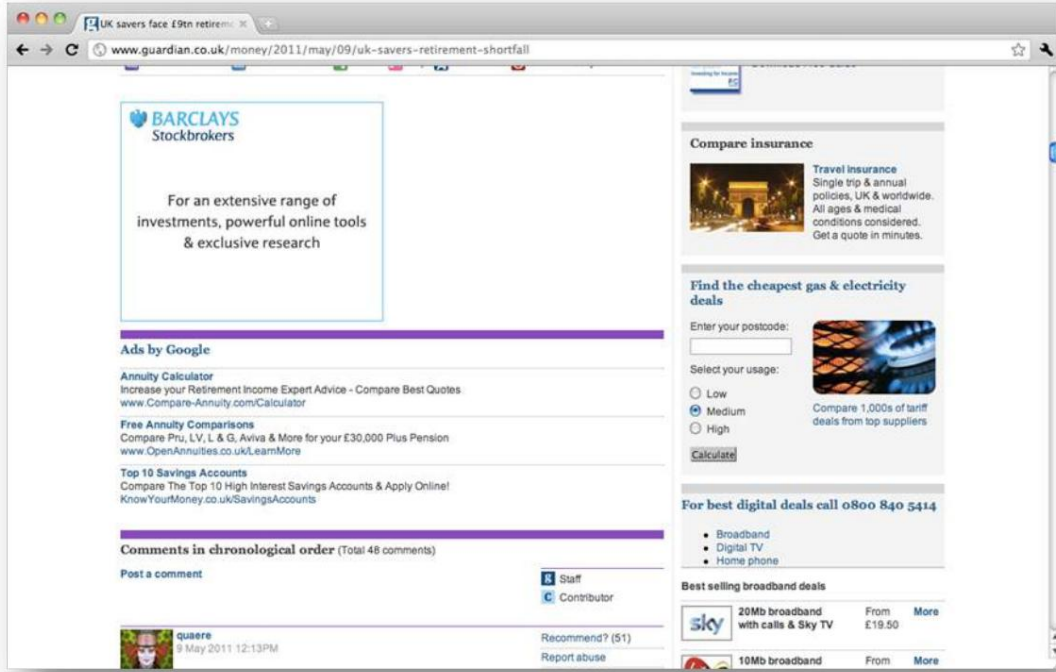 UK savers face £9tn retirem
www.guardian.co.uk/money/2011/may/09/uk-savers-retirement-shortfall
BARCLAYS
Stockbrokers
For an extensive range of
investments, powerful online tools
& exclusive research
Ads by Google
Annuity Calculator
Increase your Retirement Income Expert Advice - Compare Best Quotes
www.Compare-Annuity.com/Calculator
Free Annuity Comparisons
Compare Pru, LV, L & G, Aviva & More for your £30,000 Plus Pension
www.OpenAnnuities.co.uk/LearnMore
Top 10 Savings Accounts
Compare The Top 10 High Interest Savings Accounts & Apply Online!
KnowYourMoney.co.uk/SavingsAccounts
Comments in chronological order (Total 48 comments)
Post a comment
g Staff
C Contributor
quaere
9 May 2011 12:13PM
Recommend? (51)
Report abuse
Compare insurance
Travel insurance
Single trip & annual
policies, UK & worldwide.
All ages & medical
conditions considered.
Get a quote in minutes.
Find the cheapest gas & electricity
deals
Enter your postcode:
Select your usage:
Low
Medium
High
Calculate
Compare 1,000s of tariff
deals from top suppliers
For best digital deals call 0800 840 5414
Broadband
Digital TV
Home phone
Best selling broadband deals
sky
20Mb broadband From More
with calls & Sky TV £19.50
10Mb broadband From More